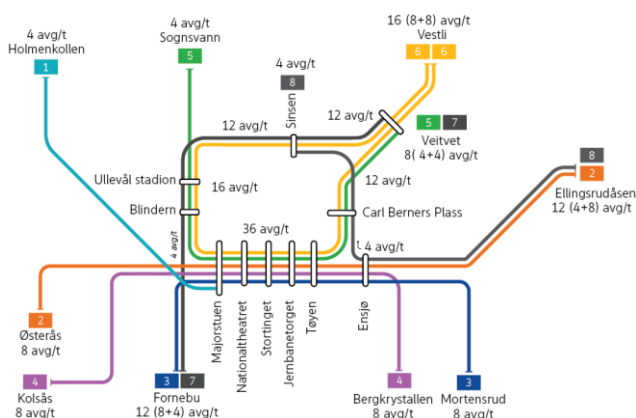 4 avg/t
Holmenkollen
1
4 avg/t
Sognsvann
5
4 avg/t
8
Sinsen
16 (8+8) avg/t
Vestli
6 6
12 avg/t
12 avg/t
5 7
Veitvet
8( 4+4) avg/t
8
2
Ellingsrudåsen
12 (4+8) avg/t
Ullevål stadion
16 avg/t
12 avg/t
Blindern
Carl Berners Plass
36 avg/t
4 avg/t
4 avg/t
Majorstuen
Nationaltheatret
Stortinget
Jernbanetorget
Tøyen
Ensjø
2
Østerås
8 avg/t
4
Kolsås
8 avg/t
3 7
Fornebu
12 (8+4) avg/t
4
Bergkrystallen
8 avg/t
3
Mortensrud
8 avg/t